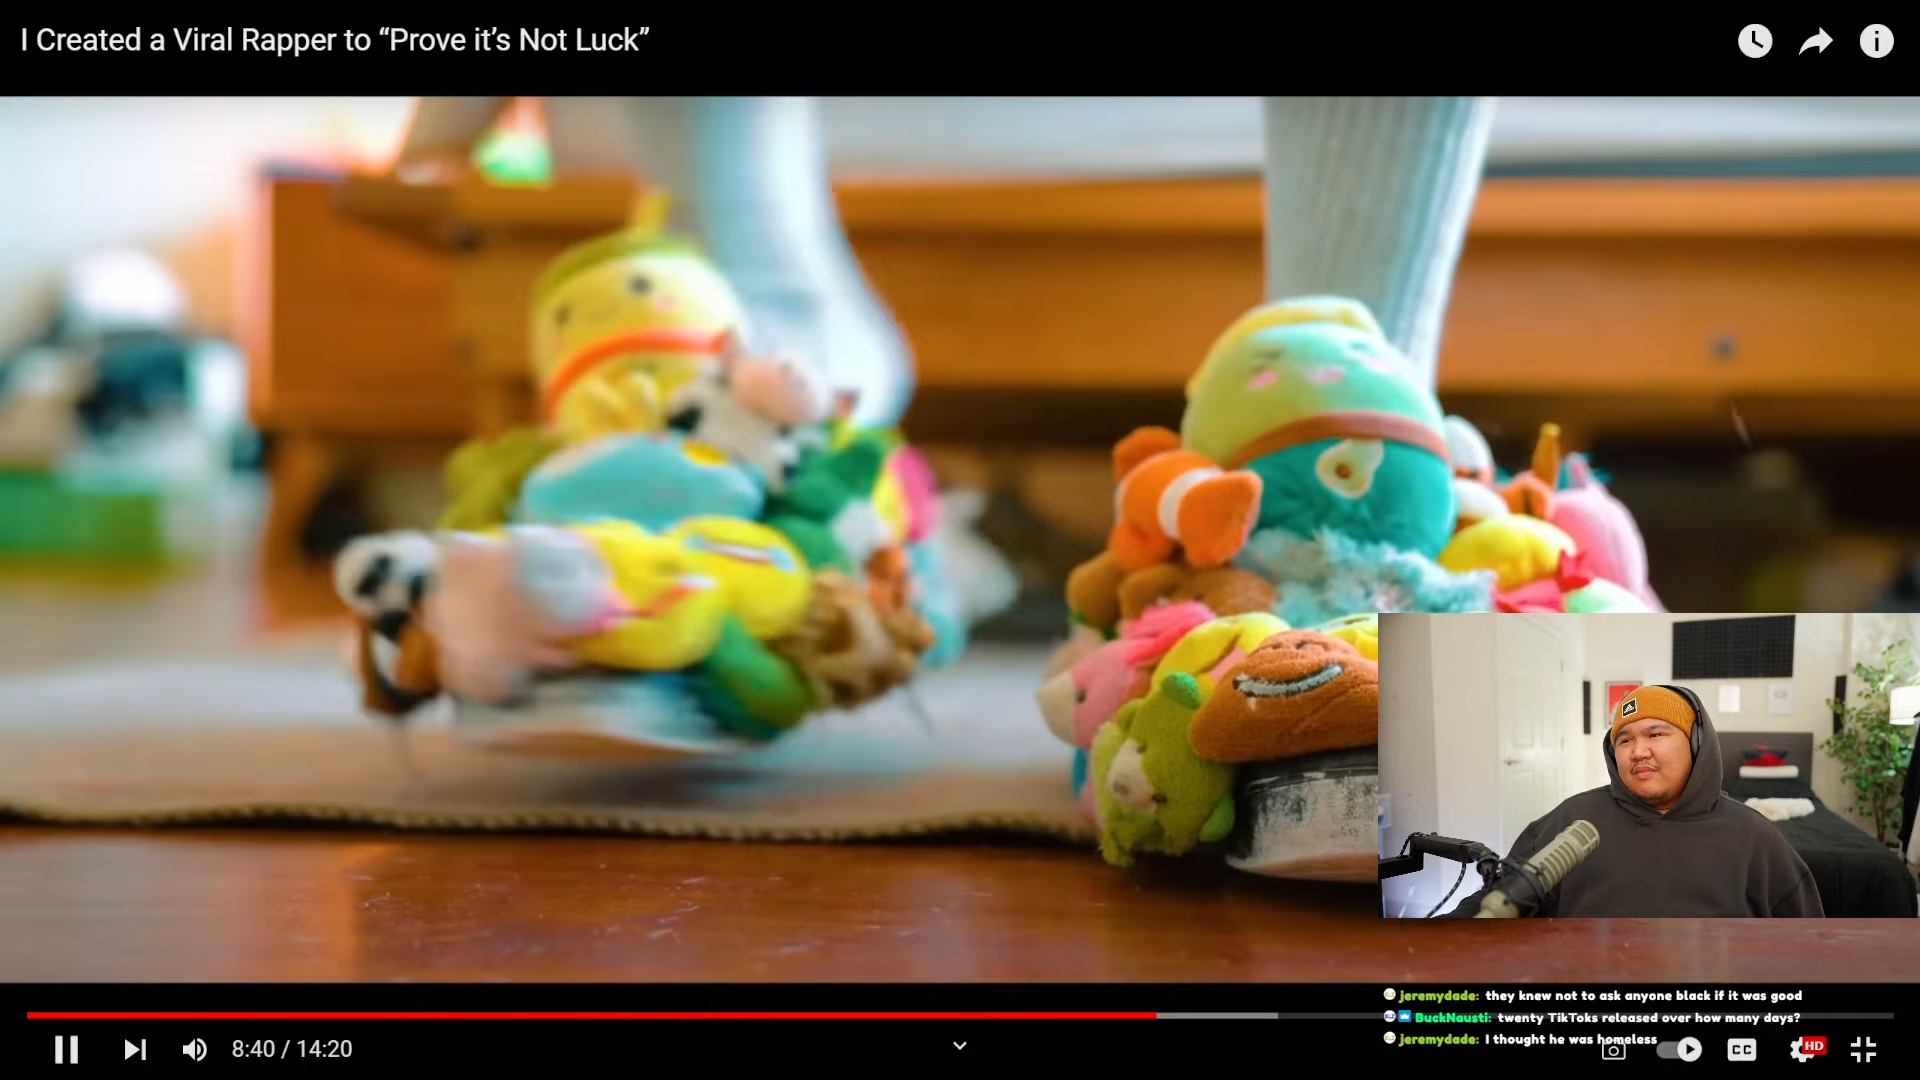 I Created a Viral Rapper to “Prove it’s Not Luck”
jeremydade: they knew not to ask anyone black if it was good
BuckNausti: twenty TikToks released over how many days?
jeremydade: I thought he was homeless
8:40 / 14:20
CC
HD